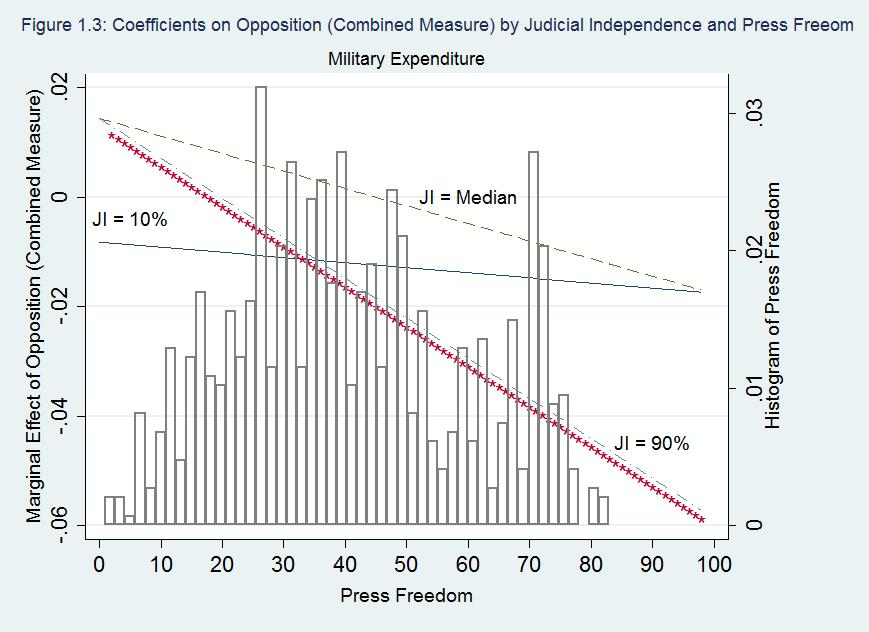 Figure 1.3: Coefficients on Opposition (Combined Measure) by Judicial Independence and Press Freeom
Military Expenditure
Marginal Effect of Opposition (Combined Measure)
.02
0
-.02
-.04
-.06
JI = 10%
JI = Median
JI = 90%
.03
.02
.01
0
Histogram of Press Freedom
0 10 20 30 40 50 60 70 80 90 100
Press Freedom